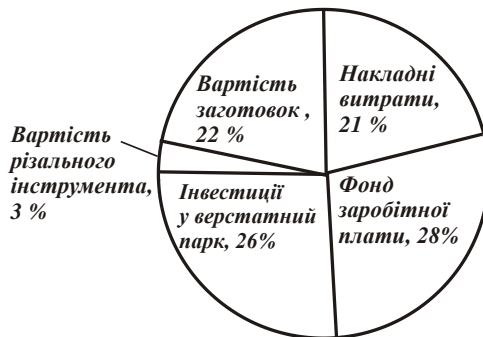 Вартість
заготовок ,
22 %
Накладні
витрати,
21 %
Вартість
різального
інструмента,
3 %
Інвестиції
у верстатний
парк, 26%
Фонд
заробітної
плати, 28%